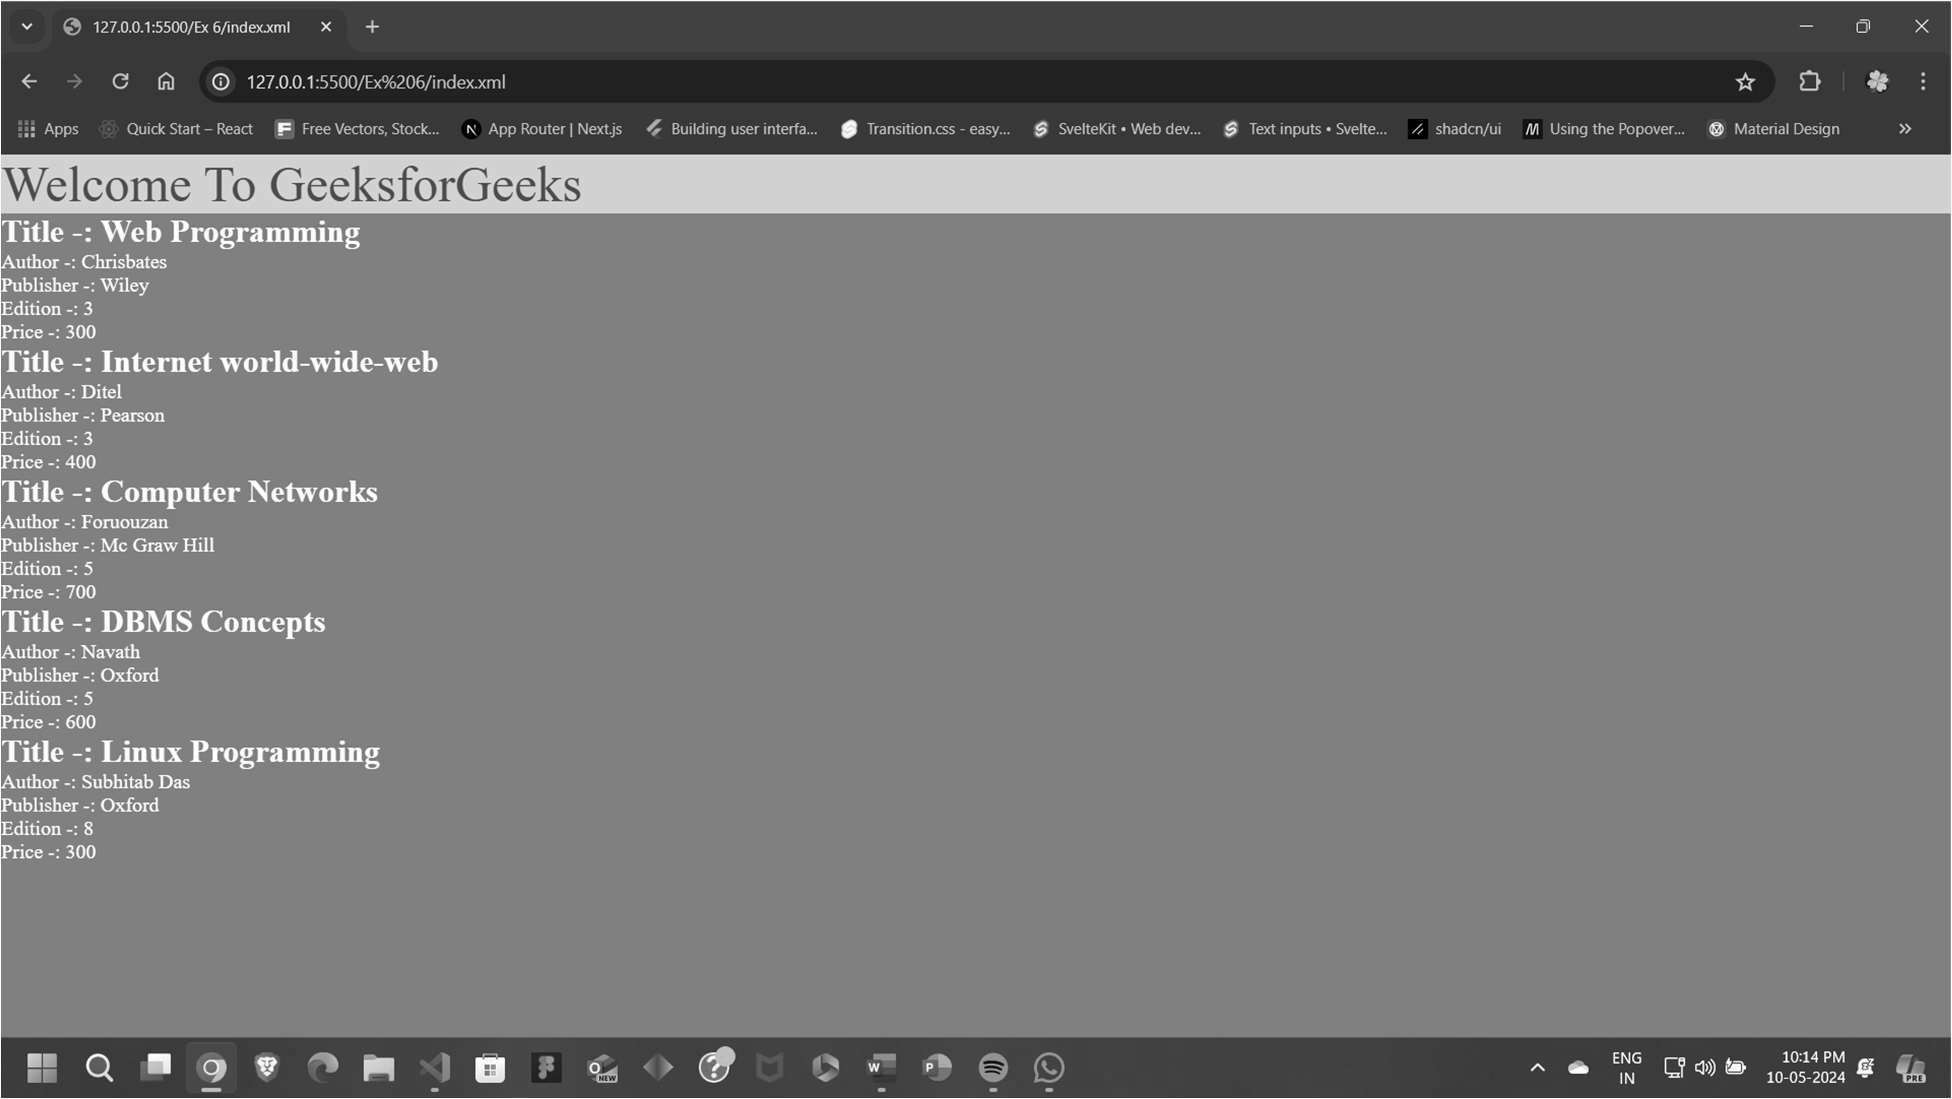 127.0.0.1:5500/Ex 6/index.xml
127.0.0.1:5500/Ex%206/index.xml
Apps Quick Start – React Free Vectors, Stock... App Router | Next.js Building user interfa... Transition.css - easy... SvelteKit • Web dev... Text inputs • Svelte... shadcn/ui Using the Popover... Material Design
Welcome To GeeksforGeeks
Title -: Web Programming
Author -: Chrisbates
Publisher -: Wiley
Edition -: 3
Price -: 300
Title -: Internet world-wide-web
Author -: Ditel
Publisher -: Pearson
Edition -: 3
Price -: 400
Title -: Computer Networks
Author -: Foruouzan
Publisher -: Mc Graw Hill
Edition -: 5
Price -: 700
Title -: DBMS Concepts
Author -: Navath
Publisher -: Oxford
Edition -: 5
Price -: 600
Title -: Linux Programming
Author -: Subhitab Das
Publisher -: Oxford
Edition -: 8
Price -: 300
ENG 10:14 PM
IN 10-05-2024
NEW
PRE